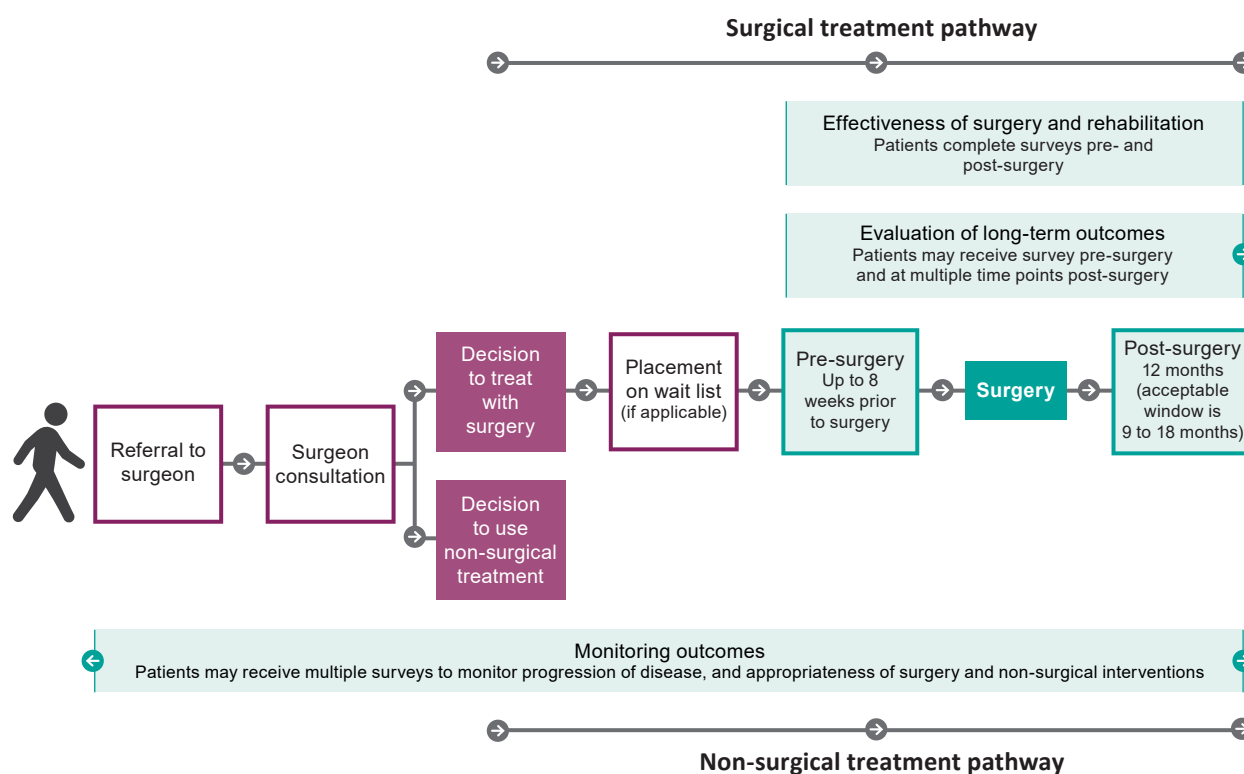 Surgical treatment pathway
Effectiveness of surgery and rehabilitation
Patients complete surveys pre- and
post-surgery
Evaluation of long-term outcomes
Patients may receive survey pre-surgery
and at multiple time points post-surgery
Referral to
surgeon
Surgeon
consultation
Decision
to treat
with
surgery
Decision
to use
non-surgical
treatment
Placement
on wait list
(if applicable)
Pre-surgery
Up to 8
weeks prior
to surgery
Surgery
Post-surgery
12 months
(acceptable
window is
9 to 18 months)
Monitoring outcomes
Patients may receive multiple surveys to monitor progression of disease, and appropriateness of surgery and non-surgical interventions
Non-surgical treatment pathway